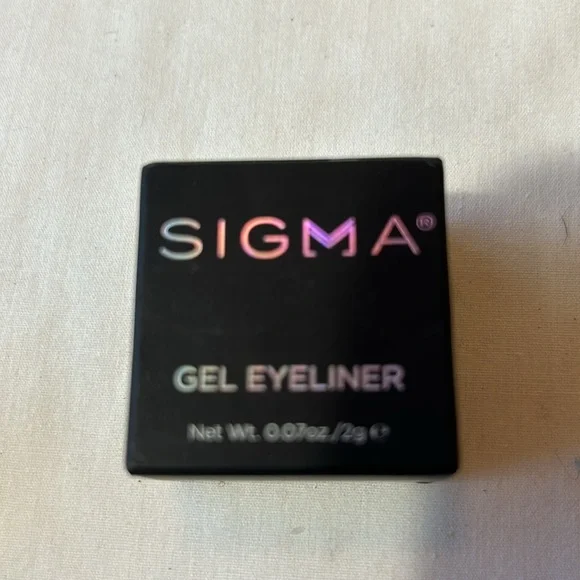 SIGMA®
GEL EYELINER
Net Wt. 0.07oz./2g ℮